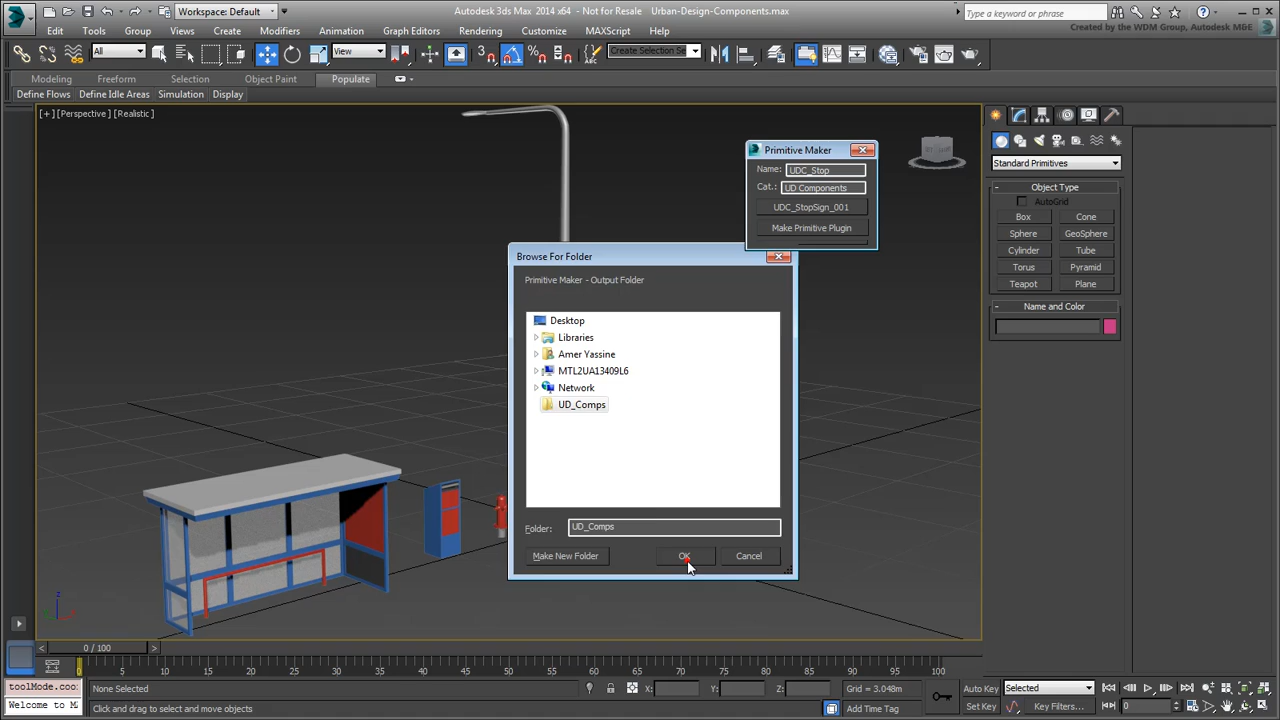 Workspace: Default
Autodesk 3ds Max 2014 x64 - Not for Resale
Urban-Design-Components.max
Type a keyword or phrase
Created by the WDM Group, Autodesk M&E
Edit Tools Group Views Create Modifiers Animation Graph Editors Rendering Customize MAXScript Help
All
View
Create Selection Se
Modeling Freeform Selection Object Paint Populate
Define Flows Define Idle Areas Simulation Display
[+] [Perspective] [Realistic]
Primitive Maker
Name: UDC_Stop
Cat.: UD Components
UDC_StopSign_001
Make Primitive Plugin
Browse For Folder
Primitive Maker - Output Folder
Desktop
Libraries
Amer Yassine
MTL2UA13409L6
Network
UD_Comps
Folder: UD_Comps
Make New Folder OK Cancel
Standard Primitives
Object Type
AutoGrid
Box Cone
Sphere GeoSphere
Cylinder Tube
Torus Pyramid
Teapot Plane
Name and Color
z
0 / 100
0 5 10 15 20 25 30 35 40 45 50 55 60 65 70 75 80 85 90 95 100
toolMode.coo
None Selected
X: Y: Z:
Grid = 3.048m
Auto Key
Selected
Welcome to M
Click and drag to select and move objects
Add Time Tag
Set Key
Key Filters...
0